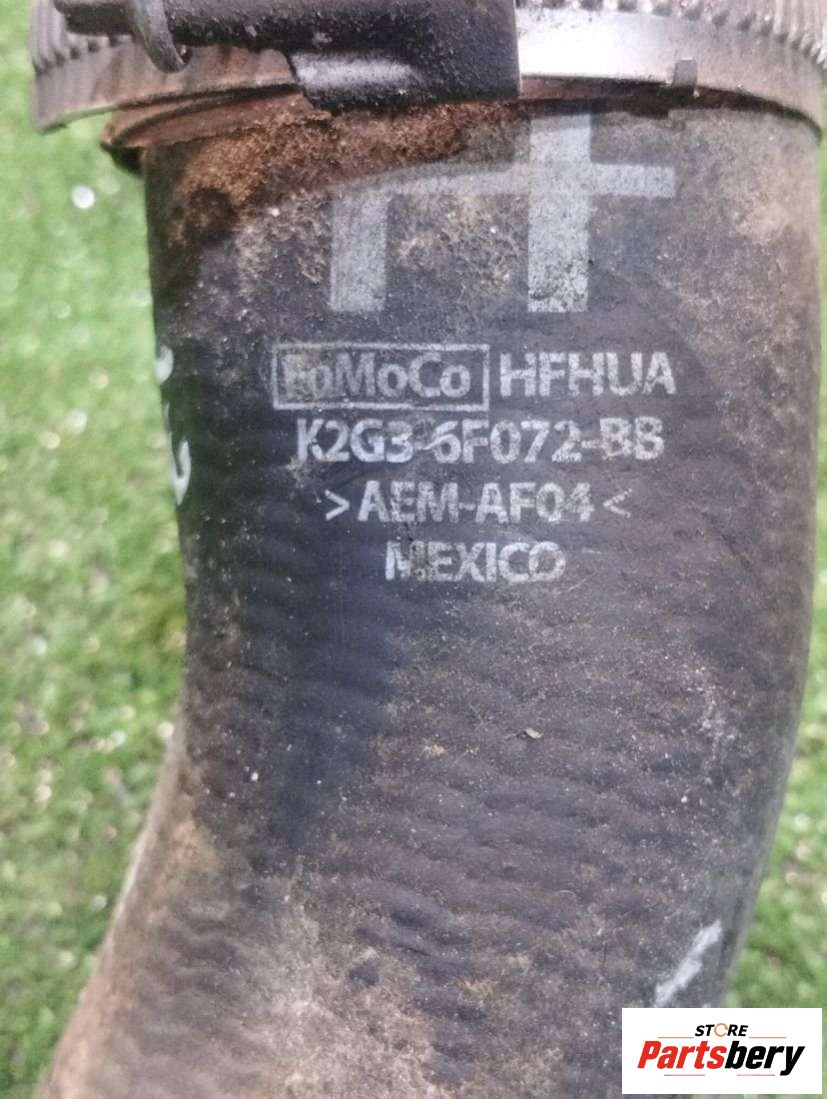 FoMoCo HFHUA
K2G3-6F072-BB
>AEM-AF04<
MEXICO
STORE
Partsbery